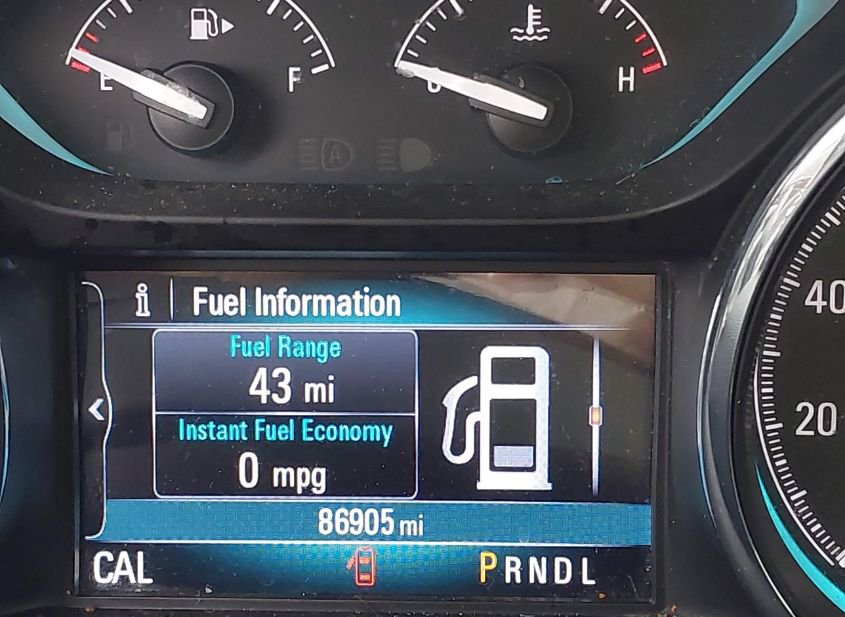 E F C H
40
20
i Fuel Information
Fuel Range
43 mi
Instant Fuel Economy
0 mpg
86905 mi
CAL PRNDL